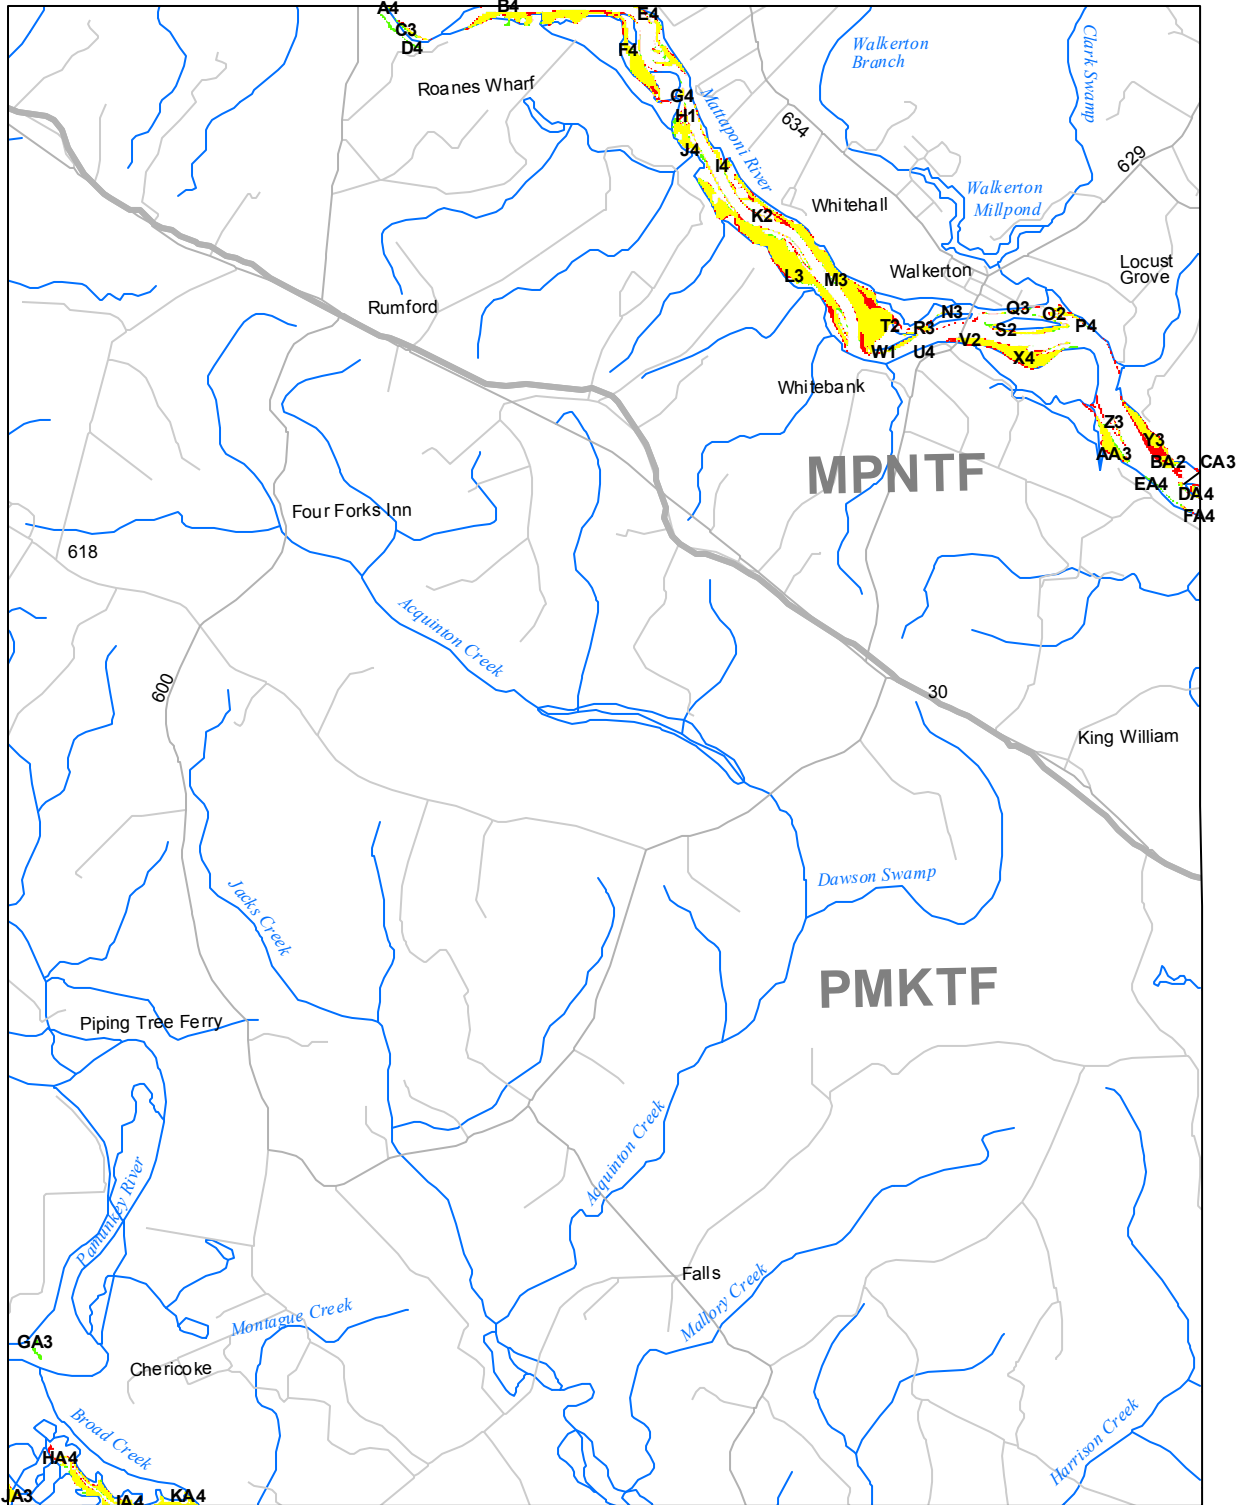 A4
B4
E4
C3
D4
F4
Walkerton
Branch
Clark Swamp
Roanes Wharf
G4
H1
Mattaponi River
634
J4
I4
629
Walkerton
Millpond
K2
Whitehall
Locust
Grove
L3
M3
Walkerton
Rumford
N3
Q3
O2
T2
R3
S2
P4
W1
U4
V2
X4
Whitebank
Z3
Y3
AA3
BA2
CA3
MPNTF
EA4
DA4
FA4
Four Forks Inn
618
Acquinton Creek
600
30
King William
Jacks Creek
Dawson Swamp
PMKTF
Piping Tree Ferry
Acquinton Creek
Pamunkey River
Falls
Mallory Creek
Montague Creek
GA3
Chericoke
Broad Creek
Harrison Creek
HA4
JA3
IA4
KA4